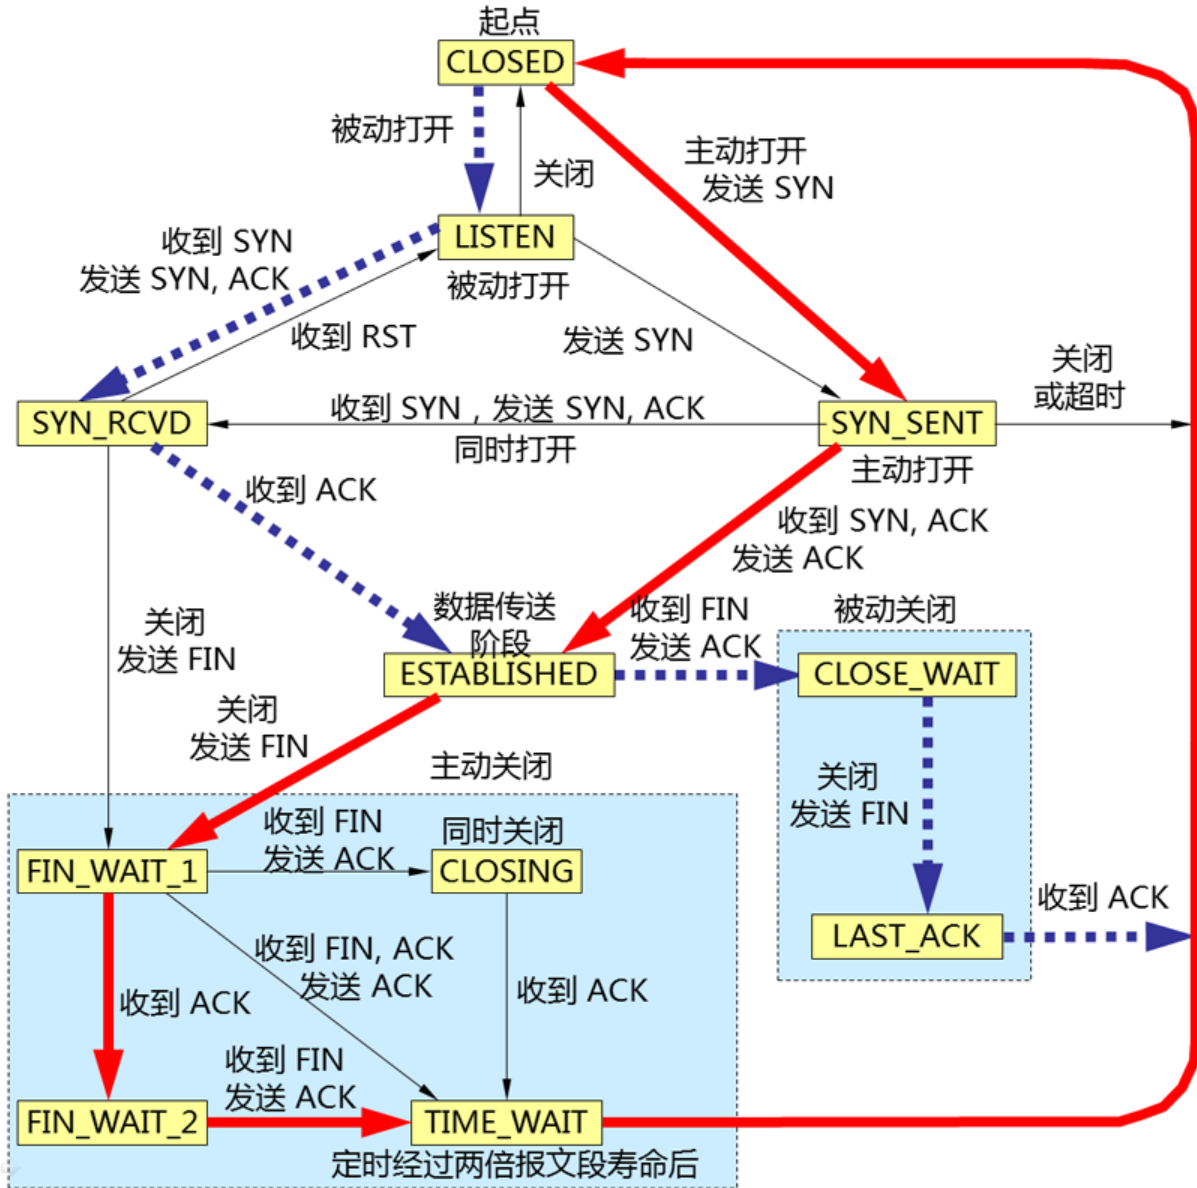 起点
CLOSED
被动打开
关闭
主动打开
发送 SYN
收到 SYN
发送 SYN, ACK
LISTEN
被动打开
收到 RST
发送 SYN
关闭
或超时
SYN_RCVD
收到 SYN，发送 SYN, ACK
同时打开
SYN_SENT
主动打开
收到 ACK
收到 SYN, ACK
发送 ACK
数据传送
阶段
ESTABLISHED
收到 FIN
发送 ACK
被动关闭
CLOSE_WAIT
关闭
发送 FIN
关闭
发送 FIN
主动关闭
关闭
发送 FIN
收到 FIN
发送 ACK
同时关闭
FIN_WAIT_1
CLOSING
LAST_ACK
收到 ACK
收到 FIN, ACK
发送 ACK
收到 ACK
收到 ACK
收到 FIN
发送 ACK
FIN_WAIT_2
TIME_WAIT
定时经过两倍报文段寿命后